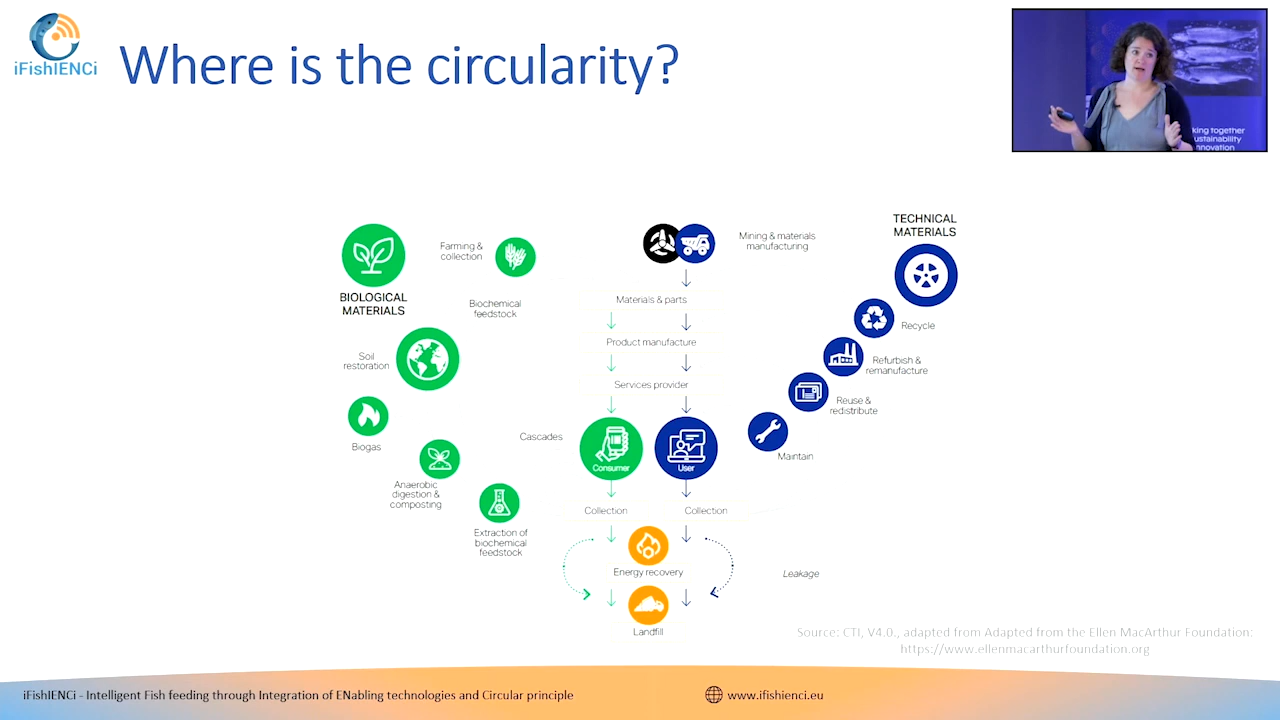 iFishIENCi
Where is the circularity?
king together
ustainability
nnovation
TECHNICAL
MATERIALS
Farming &
collection
Mining & materials
manufacturing
BIOLOGICAL
MATERIALS
Biochemical
feedstock
Materials & parts
Recycle
Product manufacture
Soil
restoration
Refurbish &
remanufacture
Services provider
Reuse &
redistribute
Cascades
Consumer
User
Biogas
Maintain
Anaerobic
digestion &
composting
Collection
Collection
Extraction of
biochemical
feedstock
Energy recovery
Leakage
Landfill
Source: CTI, V4.0., adapted from Adapted from the Ellen MacArthur Foundation:
https://www.ellenmacarthurfoundation.org
iFishIENCi - Intelligent Fish feeding through Integration of ENabling technologies and Circular principle
www.ifishienci.eu